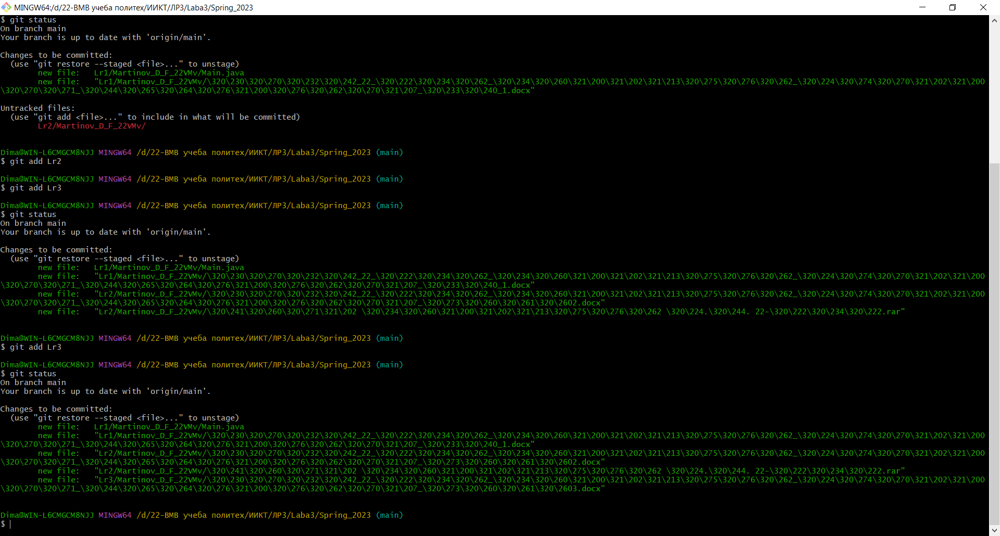 MINGW64:/d/22-ВМВ учеба политех/ИИКТ/ЛР3/Laba3/Spring_2023
$ git status
On branch main
Your branch is up to date with 'origin/main'.
Changes to be committed:
(use "git restore --staged <file>..." to unstage)
new file:   Lr1/Martinov_D_F_22VMv/Main.java
new file:   "Lr1/Martinov_D_F_22VMv/\320\230\320\270\320\232\320\242_22_\320\222\320\234\320\262_\320\234\320\260\321\200\321\202\321\213\320\275\320\276\320\262_\320\224\320\274\320\270\321\202\321\200
\320\270\320\271_\320\244\320\265\320\264\320\276\321\200\320\276\320\262\320\270\321\207_\320\233\320\240_1.docx"
Untracked files:
(use "git add <file>..." to include in what will be committed)
Lr2/Martinov_D_F_22VMv/
Dima@WIN-L6CMGCM8NJJ MINGW64 /d/22-ВМВ учеба политех/ИИКТ/ЛР3/Laba3/Spring_2023 (main)
$ git add Lr2
Dima@WIN-L6CMGCM8NJJ MINGW64 /d/22-ВМВ учеба политех/ИИКТ/ЛР3/Laba3/Spring_2023 (main)
$ git add Lr3
Dima@WIN-L6CMGCM8NJJ MINGW64 /d/22-ВМВ учеба политех/ИИКТ/ЛР3/Laba3/Spring_2023 (main)
$ git status
On branch main
Your branch is up to date with 'origin/main'.
Changes to be committed:
(use "git restore --staged <file>..." to unstage)
new file:   Lr1/Martinov_D_F_22VMv/Main.java
new file:   "Lr1/Martinov_D_F_22VMv/\320\230\320\270\320\232\320\242_22_\320\222\320\234\320\262_\320\234\320\260\321\200\321\202\321\213\320\275\320\276\320\262_\320\224\320\274\320\270\321\202\321\200
\320\270\320\271_\320\244\320\265\320\264\320\276\321\200\320\276\320\262\320\270\321\207_\320\233\320\240_1.docx"
new file:   "Lr2/Martinov_D_F_22VMv/\320\230\320\270\320\232\320\242_22_\320\222\320\234\320\262_\320\234\320\260\321\200\321\202\321\213\320\275\320\276\320\262_\320\224\320\274\320\270\321\202\321\200
\320\270\320\271_\320\244\320\265\320\264\320\276\321\200\320\276\320\262\320\270\321\207_\320\273\320\260\320\261\320\2602.docx"
new file:   "Lr2/Martinov_D_F_22VMv/\320\241\320\260\320\271\321\202 \320\234\320\260\321\200\321\202\321\213\320\275\320\276\320\262 \320\224.\320\244. 22-\320\222\320\234\320\222.rar"
Dima@WIN-L6CMGCM8NJJ MINGW64 /d/22-ВМВ учеба политех/ИИКТ/ЛР3/Laba3/Spring_2023 (main)
$ git add Lr3
Dima@WIN-L6CMGCM8NJJ MINGW64 /d/22-ВМВ учеба политех/ИИКТ/ЛР3/Laba3/Spring_2023 (main)
$ git status
On branch main
Your branch is up to date with 'origin/main'.
Changes to be committed:
(use "git restore --staged <file>..." to unstage)
new file:   Lr1/Martinov_D_F_22VMv/Main.java
new file:   "Lr1/Martinov_D_F_22VMv/\320\230\320\270\320\232\320\242_22_\320\222\320\234\320\262_\320\234\320\260\321\200\321\202\321\213\320\275\320\276\320\262_\320\224\320\274\320\270\321\202\321\200
\320\270\320\271_\320\244\320\265\320\264\320\276\321\200\320\276\320\262\320\270\321\207_\320\233\320\240_1.docx"
new file:   "Lr2/Martinov_D_F_22VMv/\320\230\320\270\320\232\320\242_22_\320\222\320\234\320\262_\320\234\320\260\321\200\321\202\321\213\320\275\320\276\320\262_\320\224\320\274\320\270\321\202\321\200
\320\270\320\271_\320\244\320\265\320\264\320\276\321\200\320\276\320\262\320\270\321\207_\320\273\320\260\320\261\320\2602.docx"
new file:   "Lr2/Martinov_D_F_22VMv/\320\241\320\260\320\271\321\202 \320\234\320\260\321\200\321\202\321\213\320\275\320\276\320\262 \320\224.\320\244. 22-\320\222\320\234\320\222.rar"
new file:   "Lr3/Martinov_D_F_22VMv/\320\230\320\270\320\232\320\242_22_\320\222\320\234\320\262_\320\234\320\260\321\200\321\202\321\213\320\275\320\276\320\262_\320\224\320\274\320\270\321\202\321\200
\320\270\320\271_\320\244\320\265\320\264\320\276\321\200\320\276\320\262\320\270\321\207_\320\273\320\260\320\261\320\2603.docx"
Dima@WIN-L6CMGCM8NJJ MINGW64 /d/22-ВМВ учеба политех/ИИКТ/ЛР3/Laba3/Spring_2023 (main)
$